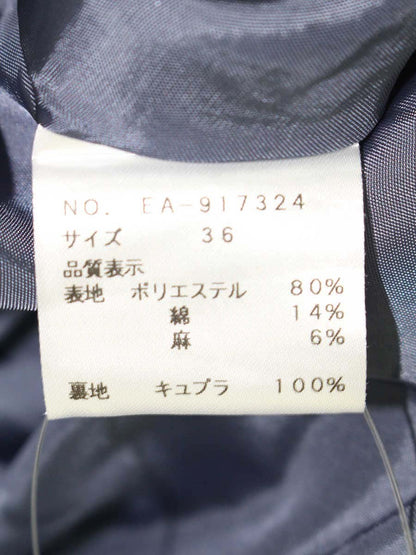 NO. EA-917324
サイズ 36
品質表示
表地 ポリエステル 80%
綿 14%
麻 6%
裏地 キュプラ 100%